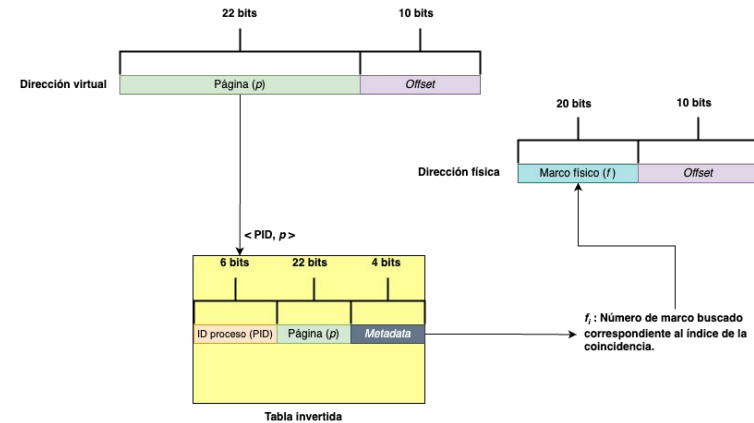 22 bits
10 bits
Dirección virtual
Página (p)
Offset
20 bits
10 bits
Dirección física
Marco físico (f )
Offset
< PID, p >
6 bits
22 bits
4 bits
ID proceso (PID)
Página (p)
Metadata
fi : Número de marco buscado
correspondiente al índice de la
coincidencia.
Tabla invertida